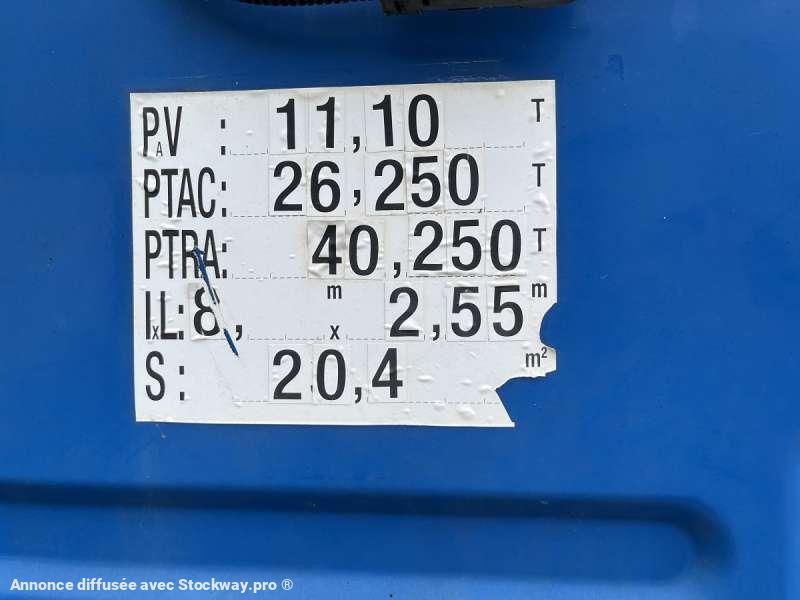 PAV : 11,10 T
PTAC: 26,250 T
PTRA: 40,250 T
lxL: 8, m x 2,55 m
S : 20,4 m²
Annonce diffusée avec Stockway.pro ®